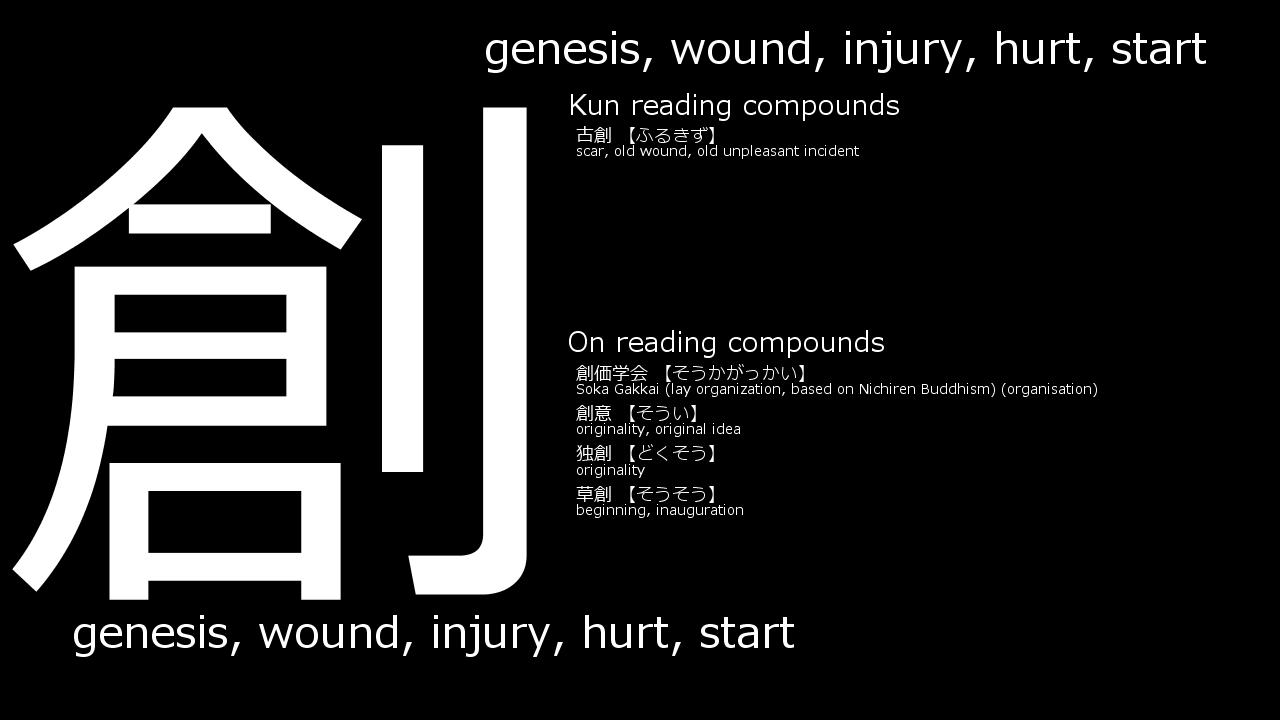 genesis, wound, injury, hurt, start
創
Kun reading compounds
古創 【ふるきず】
scar, old wound, old unpleasant incident
On reading compounds
創価学会 【そうかがっかい】
Soka Gakkai (lay organization, based on Nichiren Buddhism) (organisation)
創意 【そうい】
originality, original idea
独創 【どくそう】
originality
草創 【そうそう】
beginning, inauguration
genesis, wound, injury, hurt, start